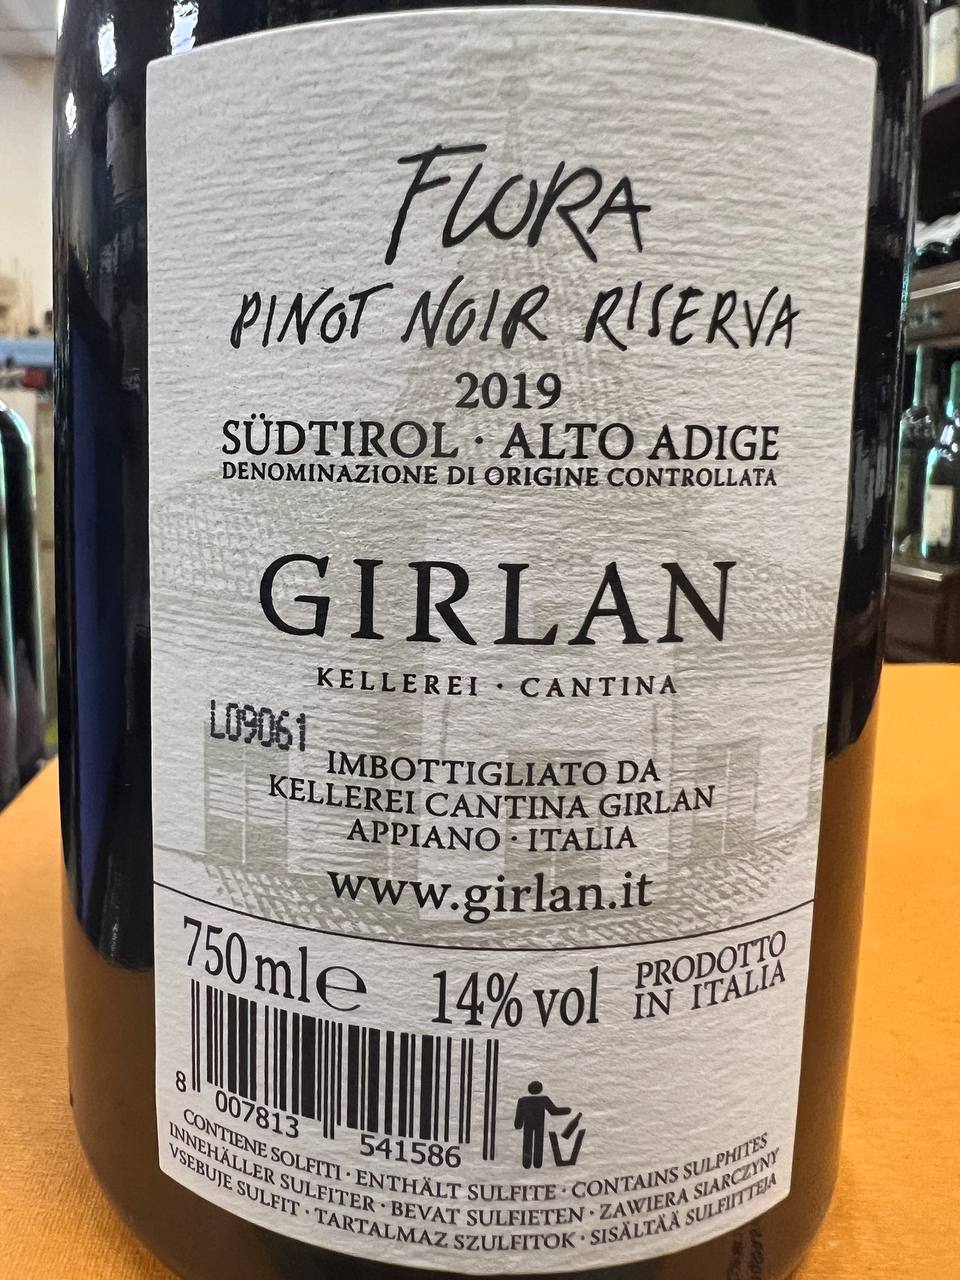 FLORA
PINOT NOIR RISERVA
2019
SÜDTIROL · ALTO ADIGE
DENOMINAZIONE DI ORIGINE CONTROLLATA
GIRLAN
KELLEREI · CANTINA
L09061
IMBOTTIGLIATO DA
KELLEREI CANTINA GIRLAN
APPIANO · ITALIA
www.girlan.it
750 ml e 14% vol PRODOTTO
IN ITALIA
8 007813 541586
CONTIENE SOLFITI · ENTHÄLT SULFITE · CONTAINS SULPHITES
INNEHÅLLER SULFITER · BEVAT SULFIETEN · ZAWIERA SIARCZYNY
VSEBUJE SULFIT · TARTALMAZ SZULFITOK · SISÄLTÄÄ SULFIITTEJA